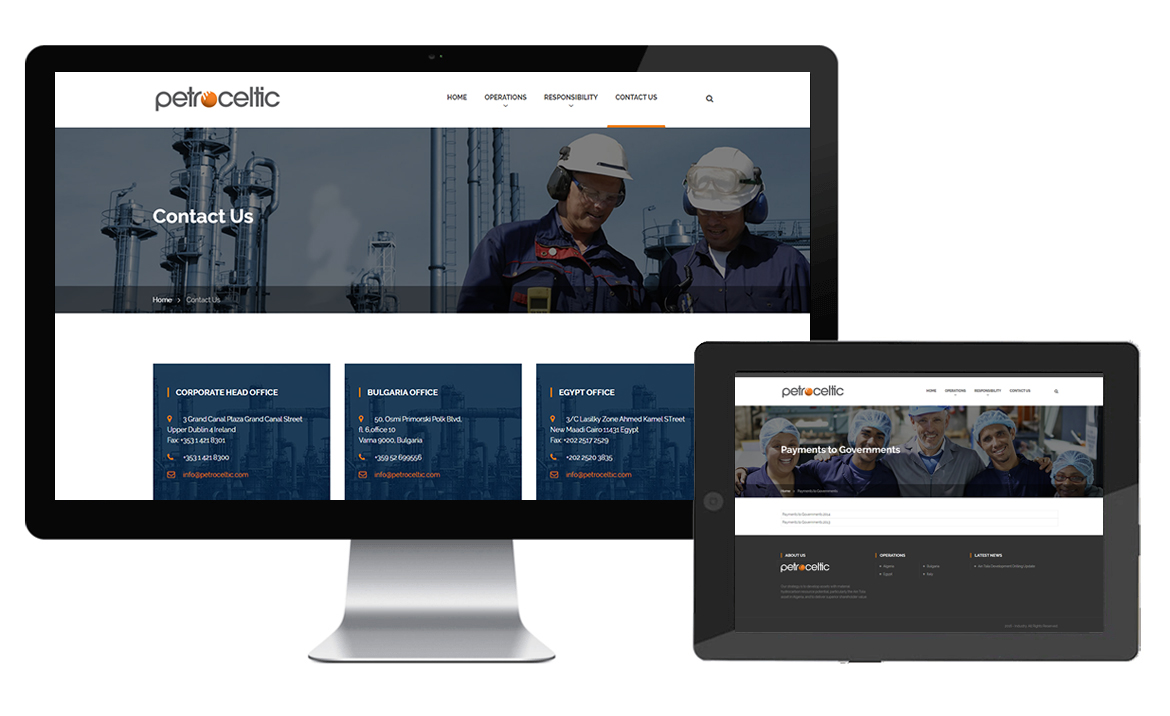 petroceltic
HOME OPERATIONS RESPONSIBILITY CONTACT US
Contact Us
Home > Contact Us
CORPORATE HEAD OFFICE
3 Grand Canal Plaza Grand Canal Street
Upper Dublin 4 Ireland
Fax: +353 1 421 8301
+353 1 421 8300
info@petroceltic.com
BULGARIA OFFICE
50, Osmi Primorski Polk Blvd,
fl. 6,office 10
Varna 9000, Bulgaria
+359 52 699556
info@petroceltic.com
EGYPT OFFICE
3/C Lasilky Zone Ahmed Kamel STreet
New Maadi Cairo 11431 Egypt
Fax: +202 2517 2529
+202 2520 3835
info@petroceltic.com
petroceltic
HOME OPERATIONS RESPONSIBILITY CONTACT US
Payments to Governments
Home > Payments to Governments
Payments to Governments
Payments to Governments
ABOUT US
petroceltic
OPERATIONS
Algeria
Bulgaria
Egypt
Italy
LATEST NEWS